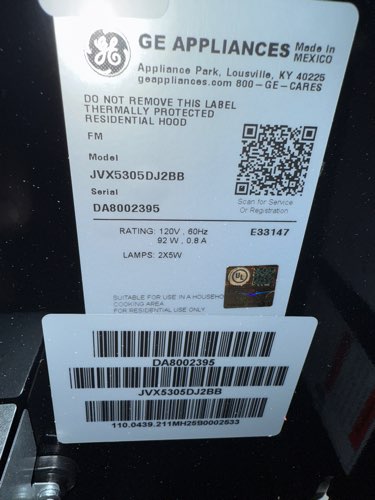 GE APPLIANCES Made in
MEXICO
Appliance Park, Lousville, KY 40225
geappliances.com 800-GE-CARES
DO NOT REMOVE THIS LABEL
THERMALLY PROTECTED
RESIDENTIAL HOOD
FM
Model
JVX5305DJ2BB
Serial
DA8002395
Scan for Service
Or Registration
RATING: 120V, 60Hz
92 W, 0.8 A
E33147
LAMPS: 2X5W
UL
SUITABLE FOR USE IN A HOUSEHO
COOKING AREA
FOR RESIDENTIAL USE ONLY
DA8002395
JVX5305DJ2BB
110.0439.211MH25B0002533